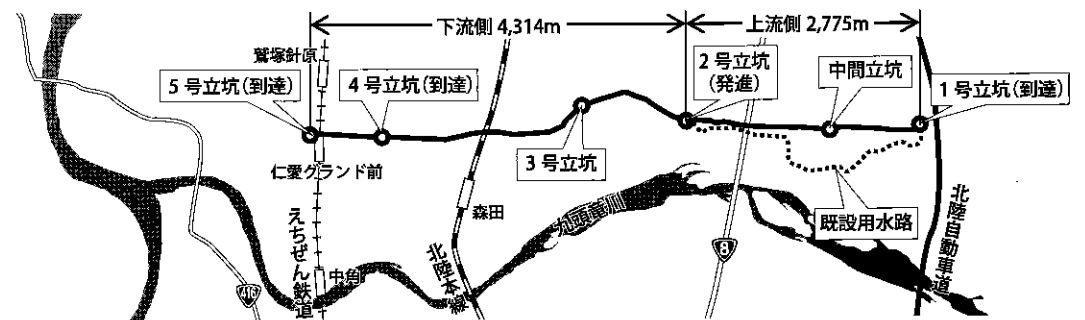 下流側 4,314m
上流側 2,775m
鷲塚針原
5号立坑(到達)
4号立坑(到達)
2号立坑
(発進)
中間立坑
1号立坑(到達)
3号立坑
仁愛グランド前
えちぜん鉄道
中角
森田
北陸本線
九頭竜川
既設用水路
北陸自動車道
416
8